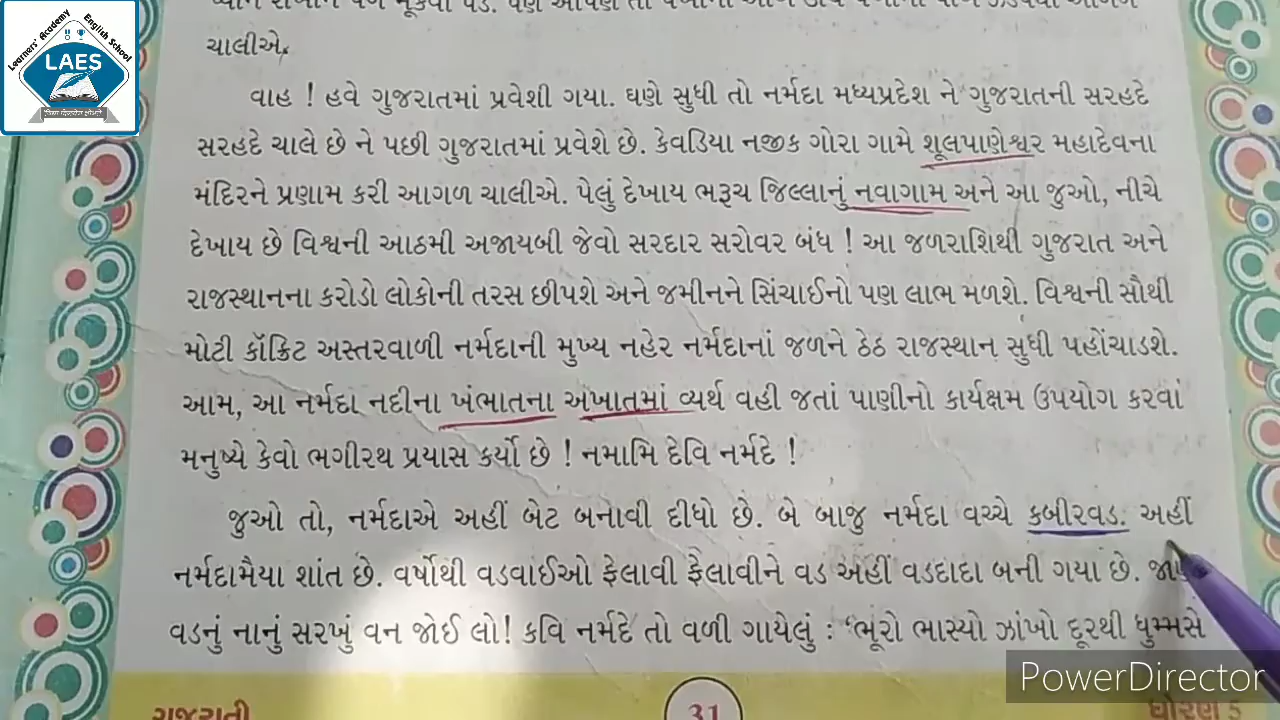 Learners' Academy English School
LAES
ચાલીએ.
વાહ ! હવે ગુજરાતમાં પ્રવેશી ગયા. ઘણે સુધી તો નર્મદા મધ્યપ્રદેશ ને ગુજરાતની સરહદે
સરહદે ચાલે છે ને પછી ગુજરાતમાં પ્રવેશે છે. કેવડિયા નજીક ગોરા ગામે શૂલપાણેશ્વર મહાદેવના
મંદિરને પ્રણામ કરી આગળ ચાલીએ. પેલું દેખાય ભરૂચ જિલ્લાનું નવાગામ અને આ જુઓ, નીચે
દેખાય છે વિશ્વની આઠમી અજાયબી જેવો સરદાર સરોવર બંધ ! આ જળરાશિથી ગુજરાત અને
રાજસ્થાનના કરોડો લોકોની તરસ છીપશે અને જમીનને સિંચાઈનો પણ લાભ મળશે. વિશ્વની સૌથી
મોટી કૉંક્રિટ અસ્તરવાળી નર્મદાની મુખ્ય નહેર નર્મદાનાં જળને ઠેઠ રાજસ્થાન સુધી પહોંચાડશે.
આમ, આ નર્મદા નદીના ખંભાતના અખાતમાં વ્યર્થ વહી જતાં પાણીનો કાર્યક્ષમ ઉપયોગ કરવાં
મનુષ્યે કેવો ભગીરથ પ્રયાસ કર્યો છે ! નમામિ દેવિ નર્મદે !
જુઓ તો, નર્મદાએ અહીં બેટ બનાવી દીધો છે. બે બાજુ નર્મદા વચ્ચે કબીરવડ. અહીં
નર્મદામૈયા શાંત છે. વર્ષોથી વડવાઈઓ ફેલાવી ફેલાવીને વડ અહીં વડદાદા બની ગયા છે.
વડનું નાનું સરખું વન જોઈ લો! કવિ નર્મદે તો વળી ગાયેલું : ‘ભૂંરો ભાસ્યો ઝાંખો દૂરથી ધુમ્મસે
ગુજરાતી
31
ધોરણ 5
PowerDirector